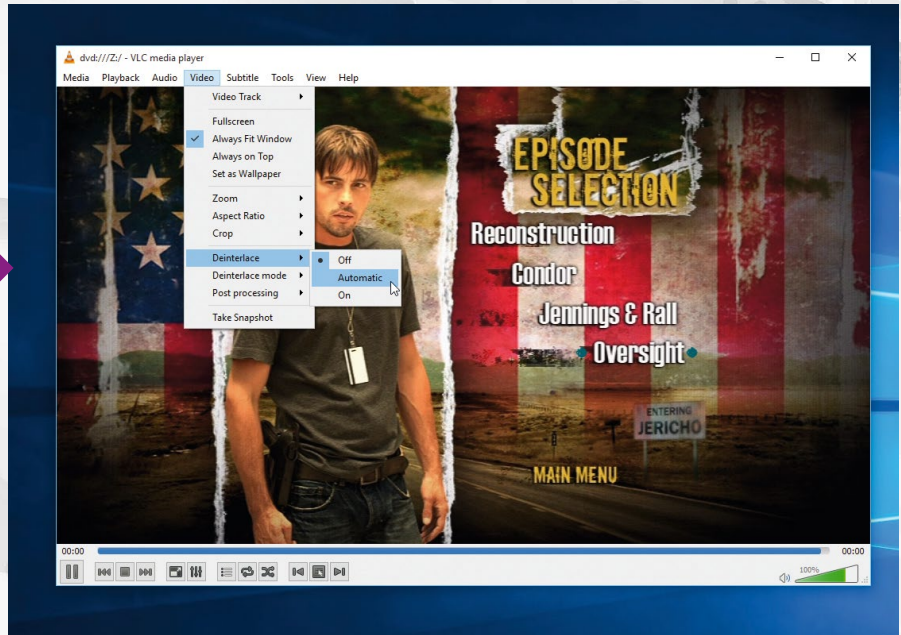 dvd:///Z:/ - VLC media player
Media Playback Audio Video Subtitle Tools View Help
Video Track
Fullscreen
Always Fit Window
Always on Top
Set as Wallpaper
Zoom
Aspect Ratio
Crop
Deinterlace
Deinterlace mode
Post processing
Take Snapshot
Off
Automatic
On
EPISODE
SELECTION
Reconstruction
Condor
Jennings & Rall
Oversight
ENTERING
JERICHO
MAIN MENU
00:00 00:00
100%